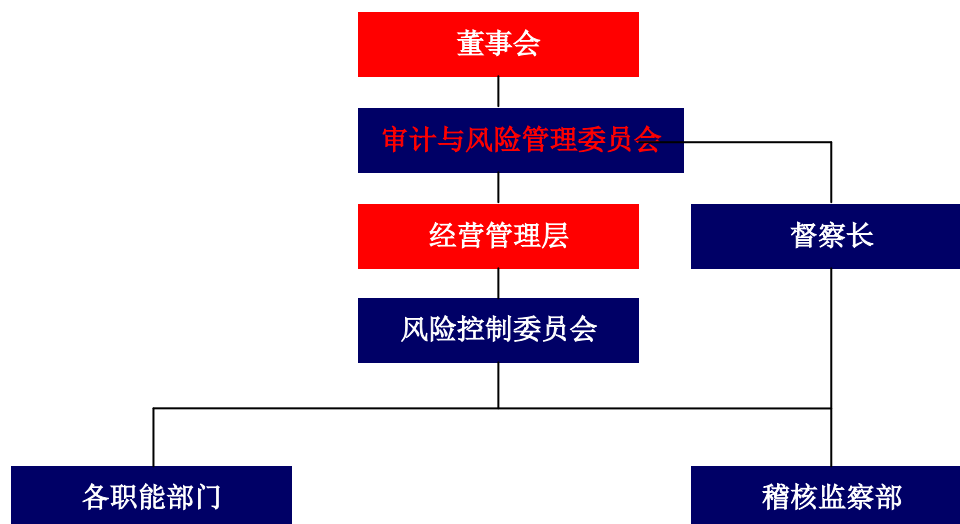 董事会
审计与风险管理委员会
经营管理层
督察长
风险控制委员会
各职能部门
稽核监察部